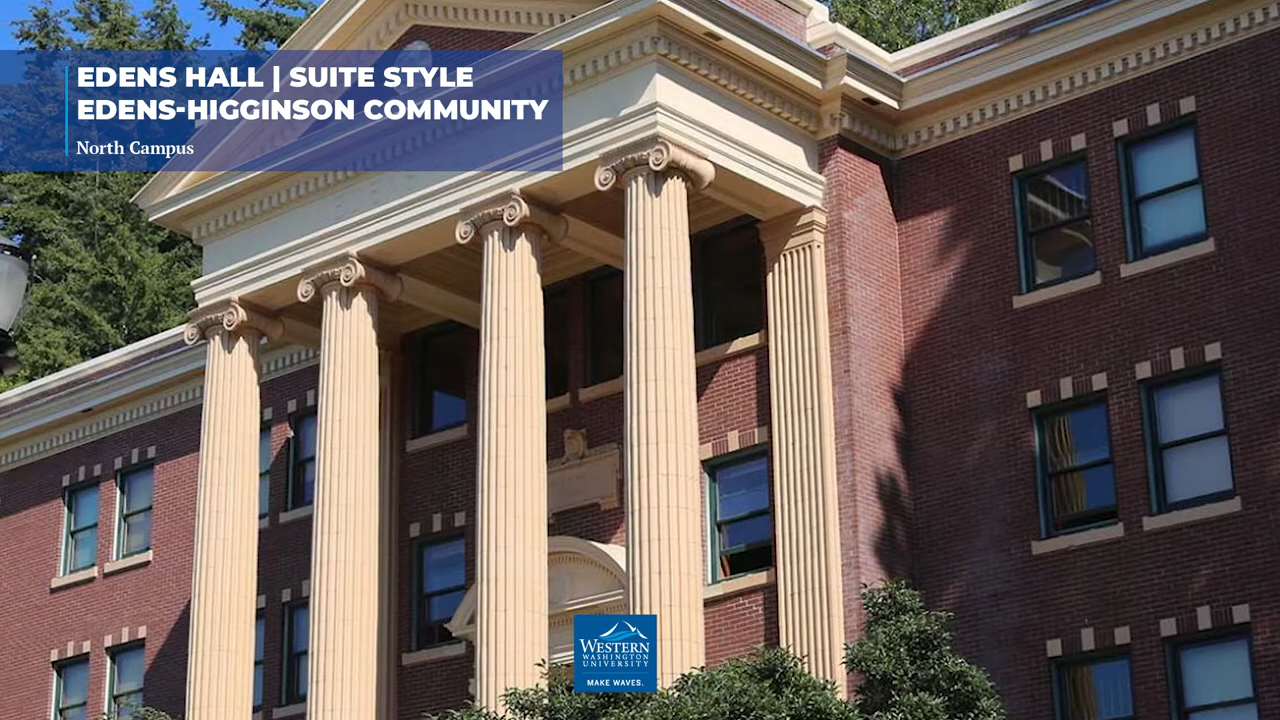 EDENS HALL | SUITE STYLE
EDENS-HIGGINSON COMMUNITY
North Campus
WESTERN
WASHINGTON
UNIVERSITY
MAKE WAVES.